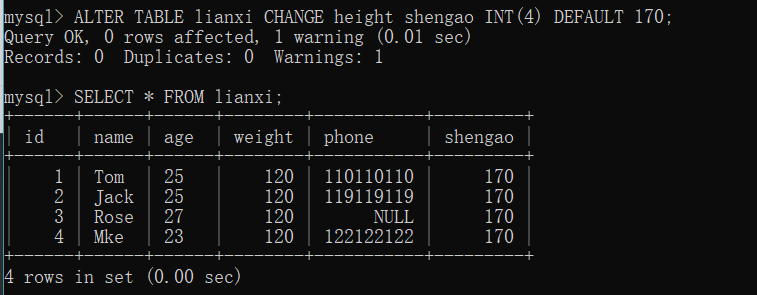 mysql> ALTER TABLE lianxi CHANGE height shengao INT(4) DEFAULT 170;
Query OK, 0 rows affected, 1 warning (0.01 sec)
Records: 0  Duplicates: 0  Warnings: 1
mysql> SELECT * FROM lianxi;
+------+------+------+--------+-----------+---------+
| id | name | age | weight | phone | shengao |
+------+------+------+--------+-----------+---------+
| 1 | Tom | 25 | 120 | 110110110 | 170 |
| 2 | Jack | 25 | 120 | 119119119 | 170 |
| 3 | Rose | 27 | 120 | NULL | 170 |
| 4 | Mke | 23 | 120 | 122122122 | 170 |
+------+------+------+--------+-----------+---------+
4 rows in set (0.00 sec)